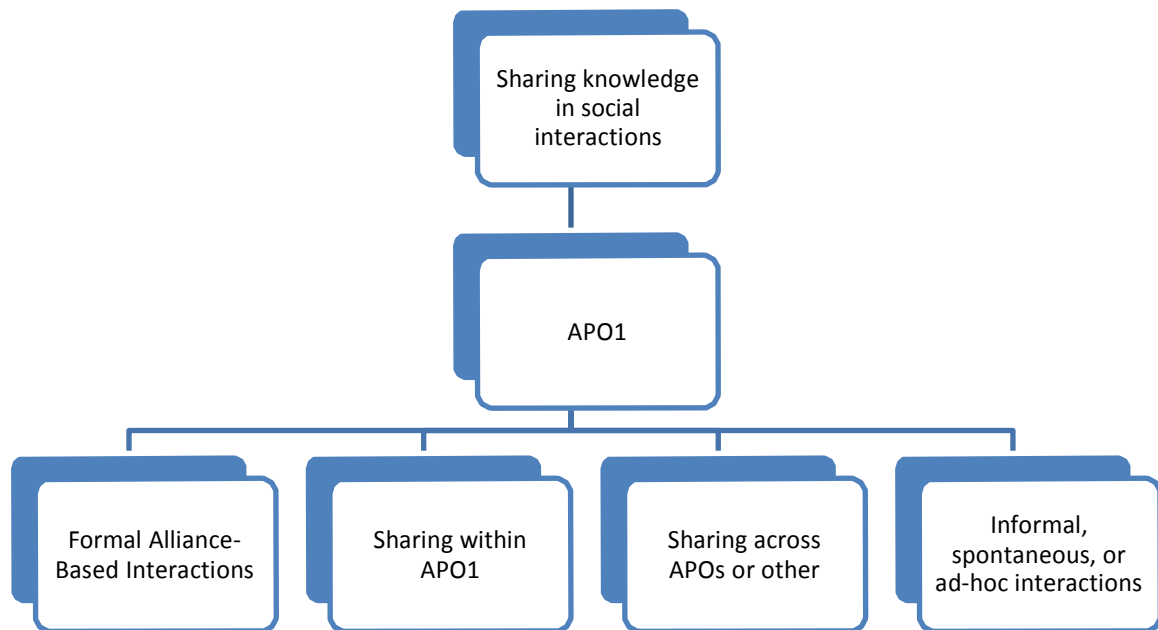 Sharing knowledge
in social
interactions
APO1
Formal Alliance-
Based Interactions
Sharing within
APO1
Sharing across
APOs or other
Informal,
spontaneous, or
ad-hoc interactions